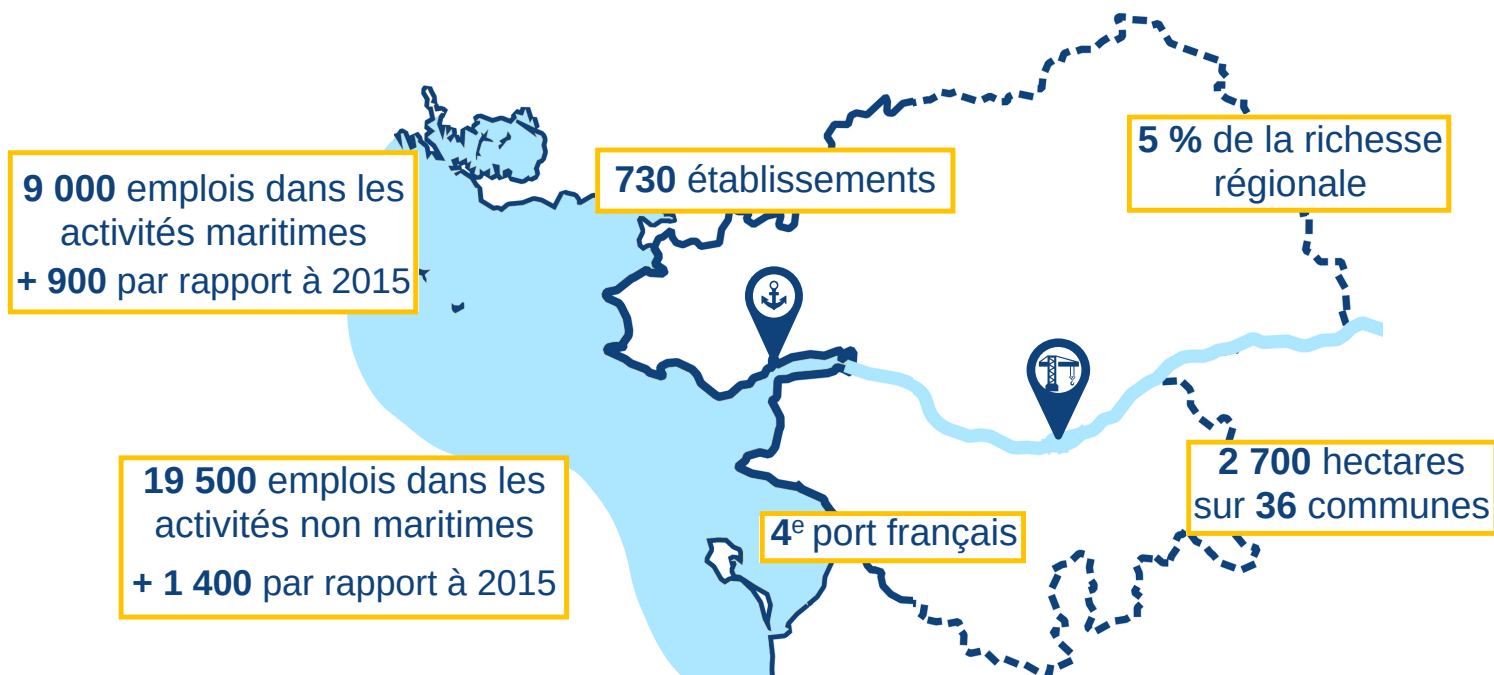 9 000 emplois dans les
activités maritimes
+ 900 par rapport à 2015
730 établissements
5 % de la richesse
régionale
19 500 emplois dans les
activités non maritimes
+ 1 400 par rapport à 2015
4e port français
2 700 hectares
sur 36 communes